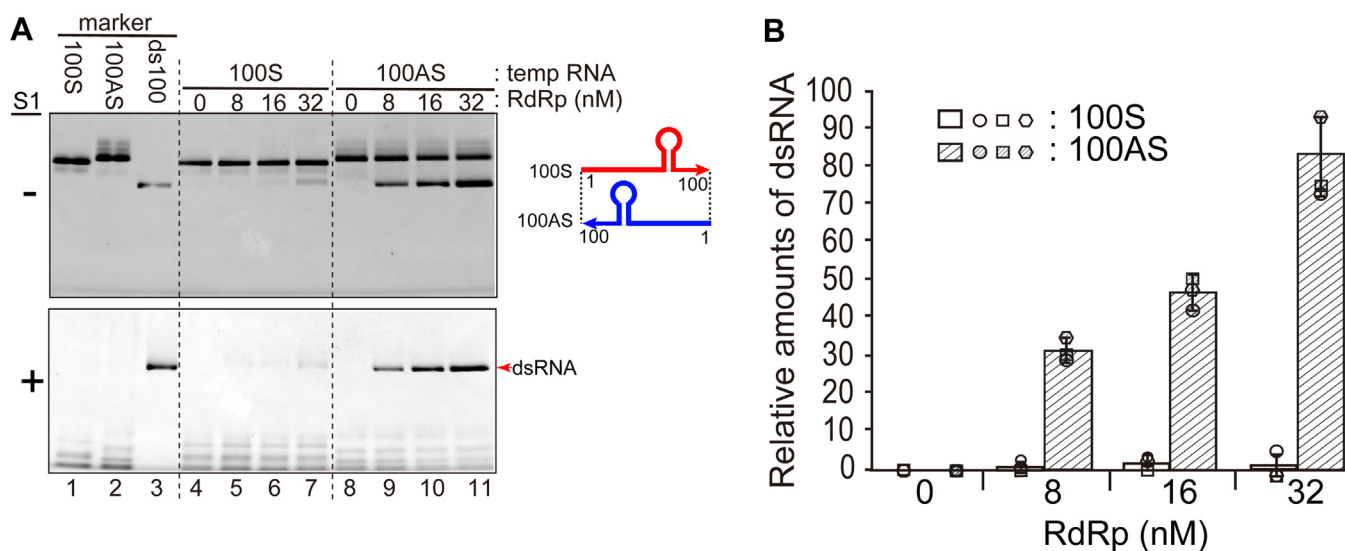 A
marker
100S
100AS
ds100
100S
100AS
: temp RNA
S1
0 8 16 32 0 8 16 32 : RdRp (nM)
-
+
dsRNA
1 2 3 4 5 6 7 8 9 10 11
100S
1 100
100AS
100 1
B
Relative amounts of dsRNA
100
90
80
70
60
50
40
30
20
10
0
: 100S
: 100AS
0 8 16 32
RdRp (nM)